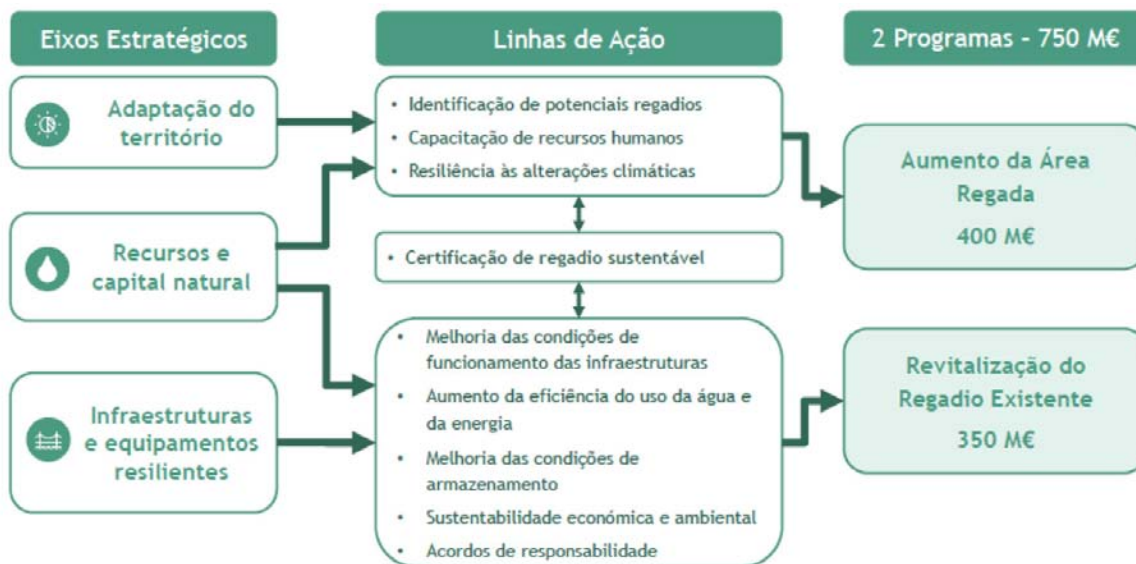 Eixos Estratégicos
Adaptação do
território
Recursos e
capital natural
Infraestruturas
e equipamentos
resilientes
Linhas de Ação
• Identificação de potenciais regadios
• Capacitação de recursos humanos
• Resiliência às alterações climáticas
• Certificação de regadio sustentável
• Melhoria das condições de
funcionamento das infraestruturas
• Aumento da eficiência do uso da água e
da energia
• Melhoria das condições de
armazenamento
• Sustentabilidade económica e ambiental
• Acordos de responsabilidade
2 Programas - 750 M€
Aumento da Área
Regada
400 M€
Revitalização do
Regadio Existente
350 M€